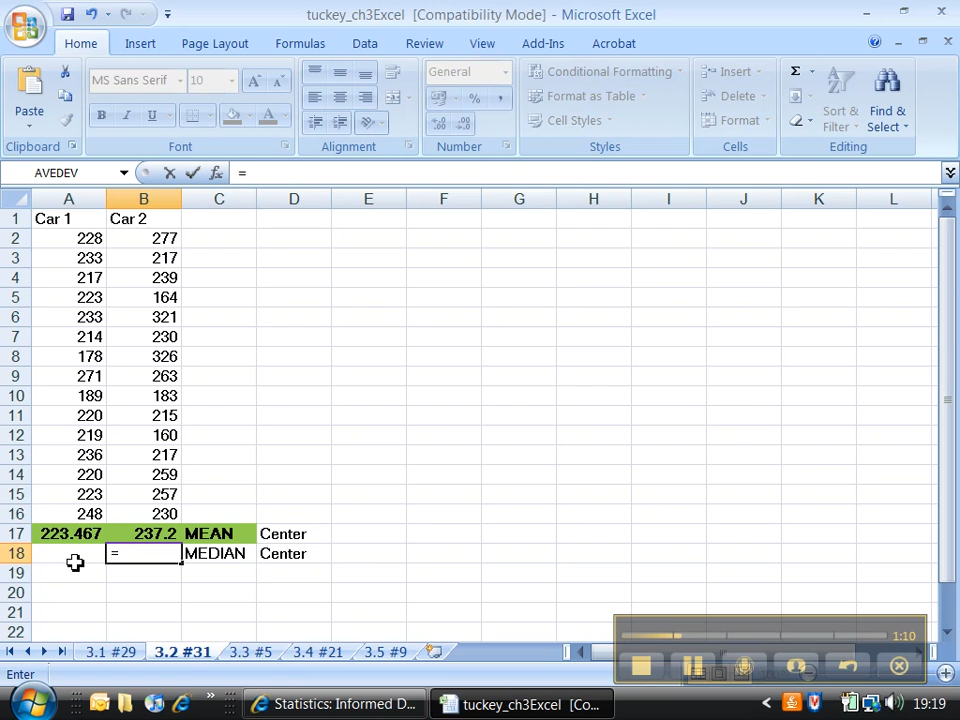 tuckey_ch3Excel [Compatibility Mode] - Microsoft Excel
Home Insert Page Layout Formulas Data Review View Add-Ins Acrobat
Paste
MS Sans Serif 10
General
Conditional Formatting
Format as Table
Cell Styles
Insert
Delete
Format
Σ
Sort & Filter
Find & Select
B I U
$ % ,
Clipboard Font Alignment Number Styles Cells Editing
AVEDEV fx =
A B C D E F G H I J K L
1 Car 1 Car 2
2 228 277
3 233 217
4 217 239
5 223 164
6 233 321
7 214 230
8 178 326
9 271 263
10 189 183
11 220 215
12 219 160
13 236 217
14 220 259
15 223 257
16 248 230
17 223.467 237.2 MEAN Center
18 = MEDIAN Center
19
20
21
22
3.1 #29 3.2 #31 3.3 #5 3.4 #21 3.5 #9
1:10
Enter
Statistics: Informed D...
tuckey_ch3Excel [Co...
19:19